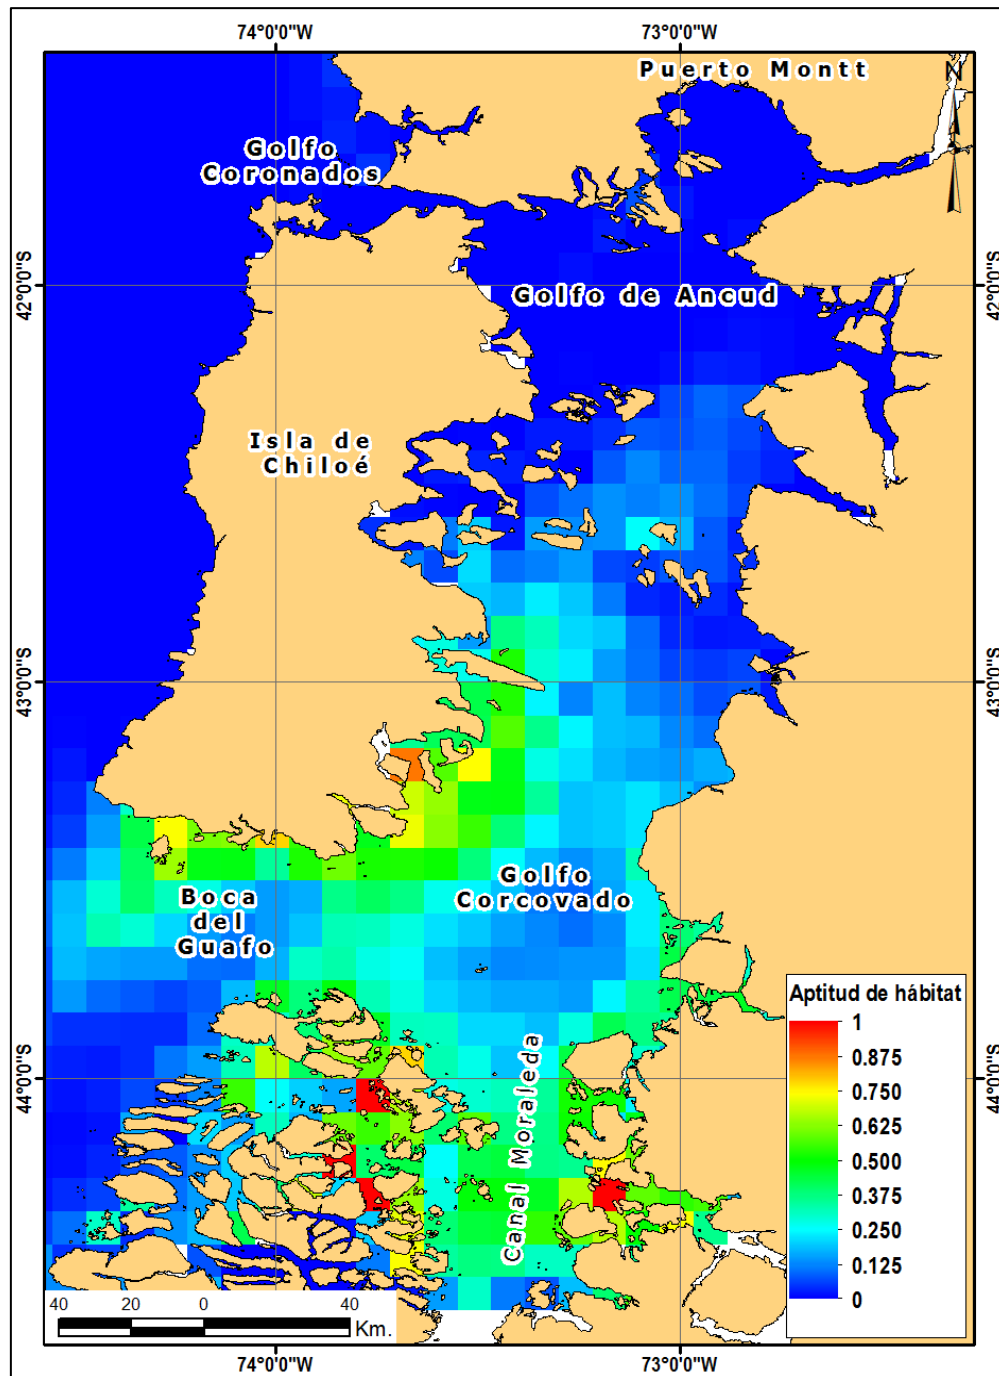 74°0'0"W
73°0'0"W
Puerto Montt
N
Golfo
Coronados
42°0'0"S
42°0'0"S
Golfo de Ancud
Isla de
Chiloé
43°0'0"S
43°0'0"S
Golfo
Corcovado
Boca
del
Guafo
Canal Moraleda
44°0'0"S
44°0'0"S
Aptitud de hábitat
1
0.875
0.750
0.625
0.500
0.375
0.250
0.125
0
40
20
0
40
Km.
74°0'0"W
73°0'0"W